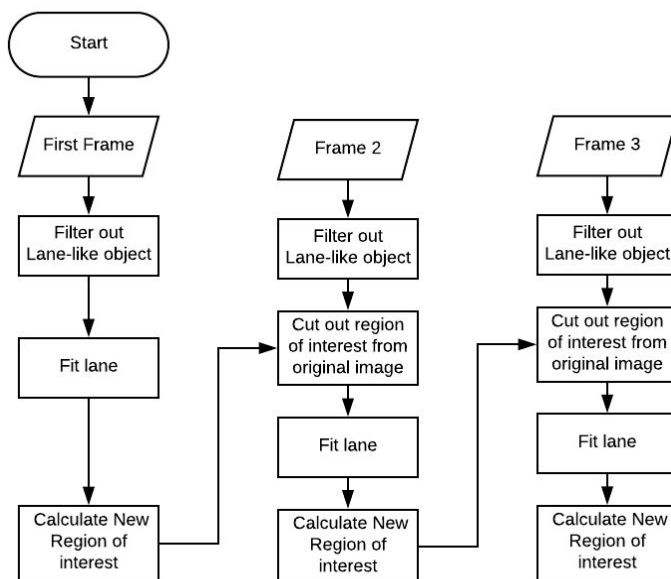 Start
First Frame
Filter out
Lane-like object
Fit lane
Calculate New
Region of
interest
Frame 2
Filter out
Lane-like object
Cut out region
of interest from
original image
Fit lane
Calculate New
Region of
interest
Frame 3
Filter out
Lane-like object
Cut out region
of interest from
original image
Fit lane
Calculate New
Region of
interest